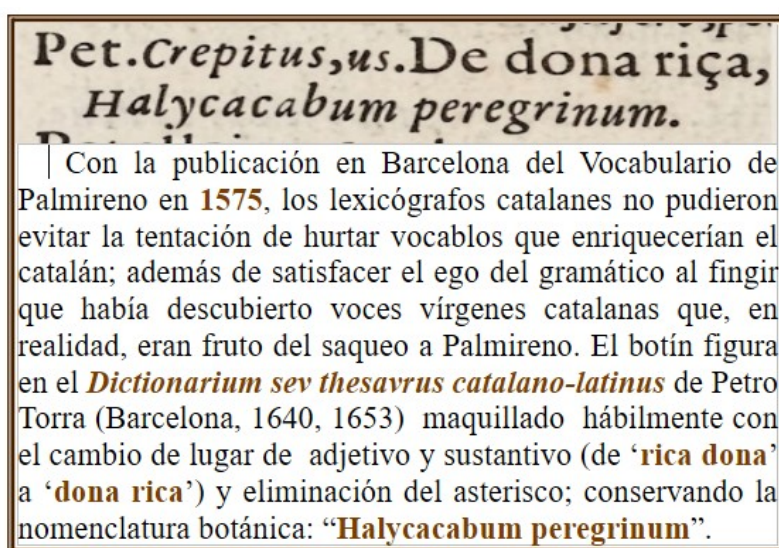 Pet.Crepitus,us.De dona riça,
Halycacabum peregrinum.
Con la publicación en Barcelona del Vocabulario de
Palmireno en 1575, los lexicógrafos catalanes no pudieron
evitar la tentación de hurtar vocablos que enriquecerían el
catalán; además de satisfacer el ego del gramático al fingir
que había descubierto voces vírgenes catalanas que, en
realidad, eran fruto del saqueo a Palmireno. El botín figura
en el Dictionarium sev thesavrus catalano-latinus de Petro
Torra (Barcelona, 1640, 1653) maquillado hábilmente con
el cambio de lugar de adjetivo y sustantivo (de ‘rica dona’
a ‘dona rica’) y eliminación del asterisco; conservando la
nomenclatura botánica: “Halycacabum peregrinum”.